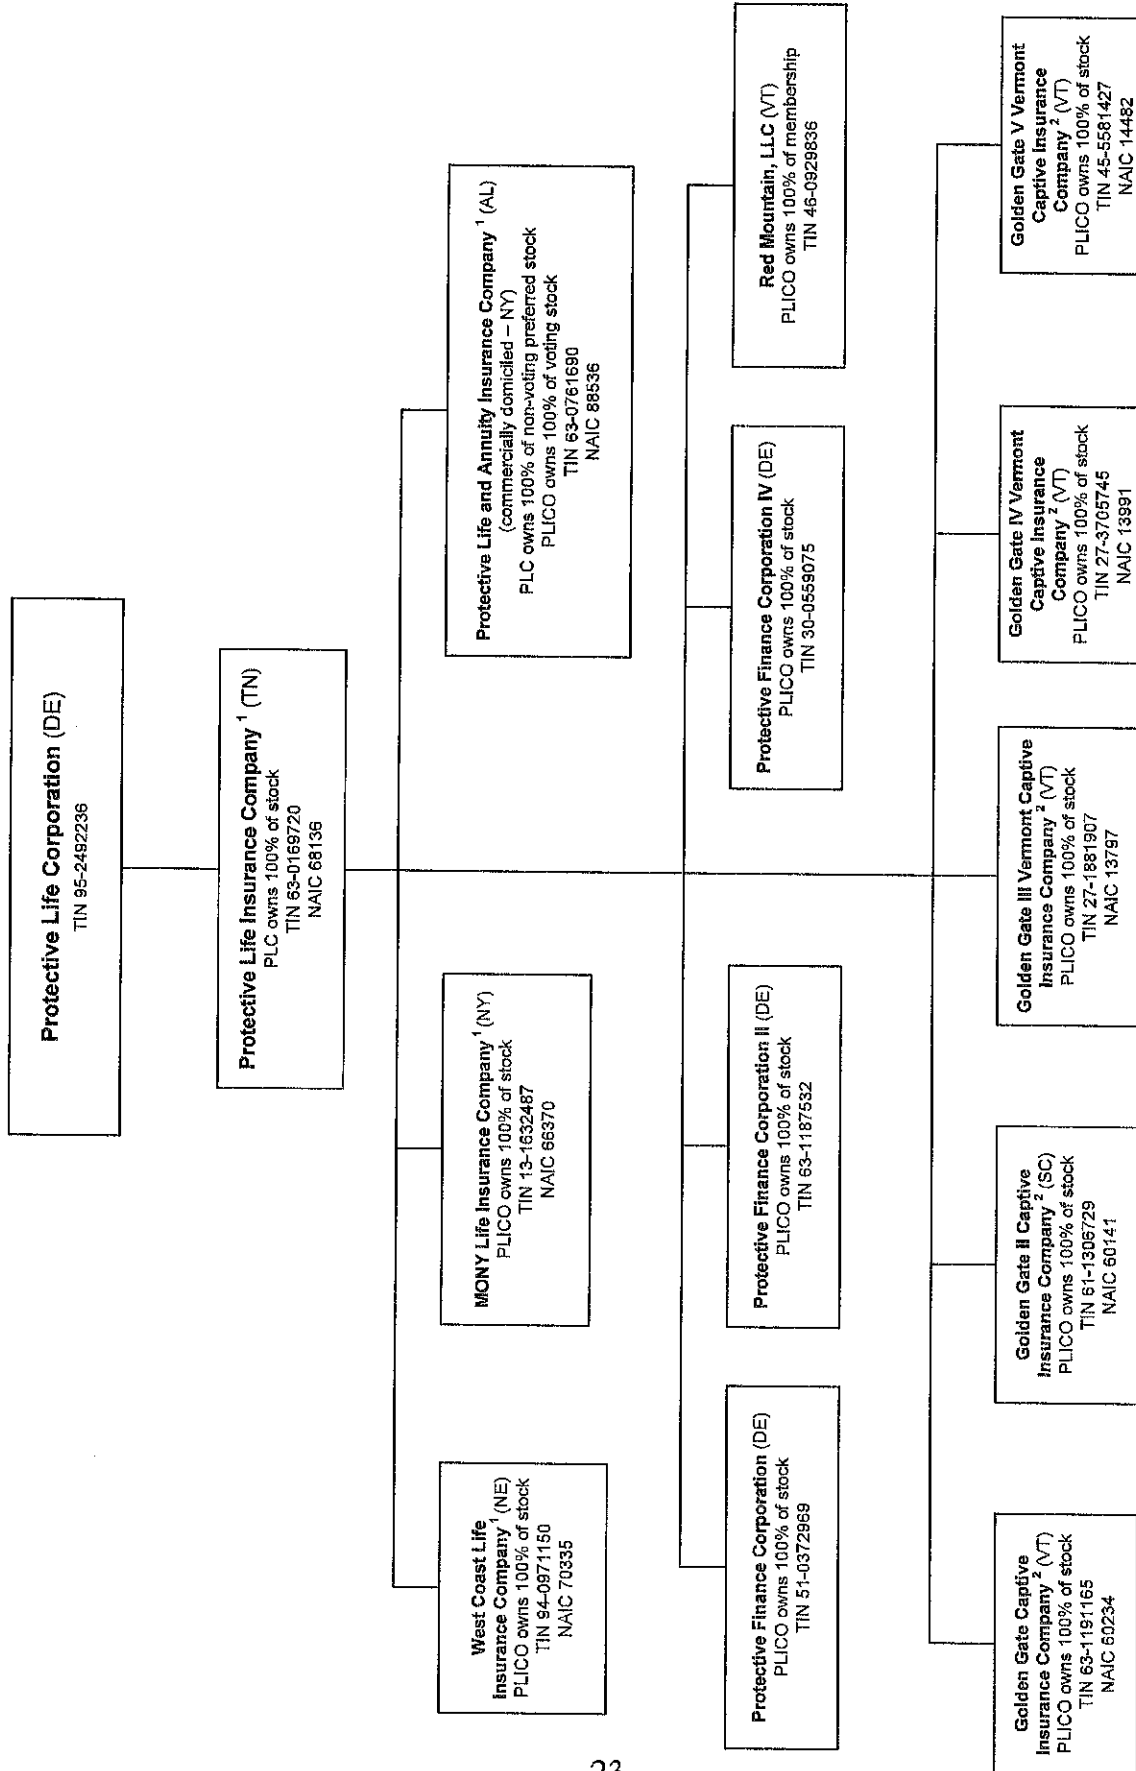 Protective Life Corporation (DE)
TIN 95-2492236
Protective Life Insurance Company ¹ (TN)
PLC owns 100% of stock
TIN 63-0169720
NAIC 68136
West Coast Life
Insurance Company ¹ (NE)
PLICO owns 100% of stock
TIN 94-0971150
NAIC 70335
MONY Life Insurance Company ¹ (NY)
PLICO owns 100% of stock
TIN 13-1632487
NAIC 66370
Protective Life and Annuity Insurance Company ¹ (AL)
(commercially domiciled – NY)
PLC owns 100% of non-voting preferred stock
PLICO owns 100% of voting stock
TIN 63-0761690
NAIC 88536
Protective Finance Corporation (DE)
PLICO owns 100% of stock
TIN 51-0372969
Protective Finance Corporation II (DE)
PLICO owns 100% of stock
TIN 63-1187532
Protective Finance Corporation IV (DE)
PLICO owns 100% of stock
TIN 30-0559075
Red Mountain, LLC (VT)
PLICO owns 100% of membership
TIN 46-0929836
Golden Gate Captive
Insurance Company ² (VT)
PLICO owns 100% of stock
TIN 63-1191165
NAIC 60234
Golden Gate II Captive
Insurance Company ² (SC)
PLICO owns 100% of stock
TIN 61-1306729
NAIC 60141
Golden Gate III Vermont Captive
Insurance Company ² (VT)
PLICO owns 100% of stock
TIN 27-1881907
NAIC 13797
Golden Gate IV Vermont
Captive Insurance
Company ² (VT)
PLICO owns 100% of stock
TIN 27-3705745
NAIC 13991
Golden Gate V Vermont
Captive Insurance
Company ² (VT)
PLICO owns 100% of stock
TIN 45-5581427
NAIC 14482
23